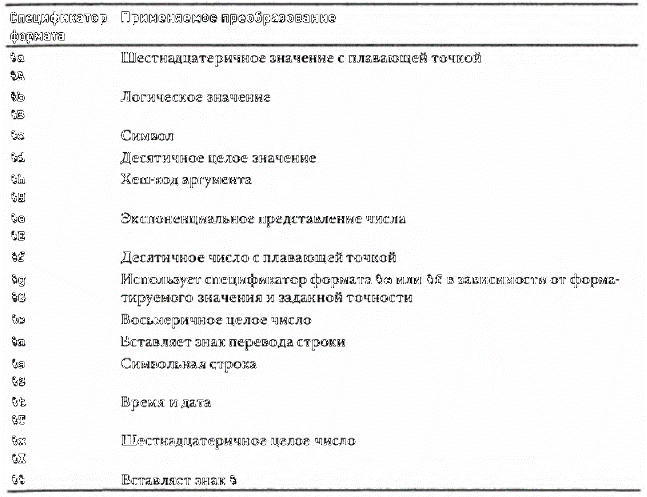 Спецификатор Применяемое преобразование
формата
%a Шестнадцатеричное значение с плавающей точкой
%A
%b Логическое значение
%B
%c Символ
%d Десятичное целое значение
%h Хеш-код аргумента
%H
%e Экспоненциальное представление числа
%E
%f Десятичное число с плавающей точкой
%g Использует спецификатор формата %e или %f в зависимости от форма-
%G тируемого значения и заданной точности
%o Восьмеричное целое число
%n Вставляет знак перевода строки
%s Символьная строка
%S
%t Время и дата
%T
%x Шестнадцатеричное целое число
%X
%% Вставляет знак %